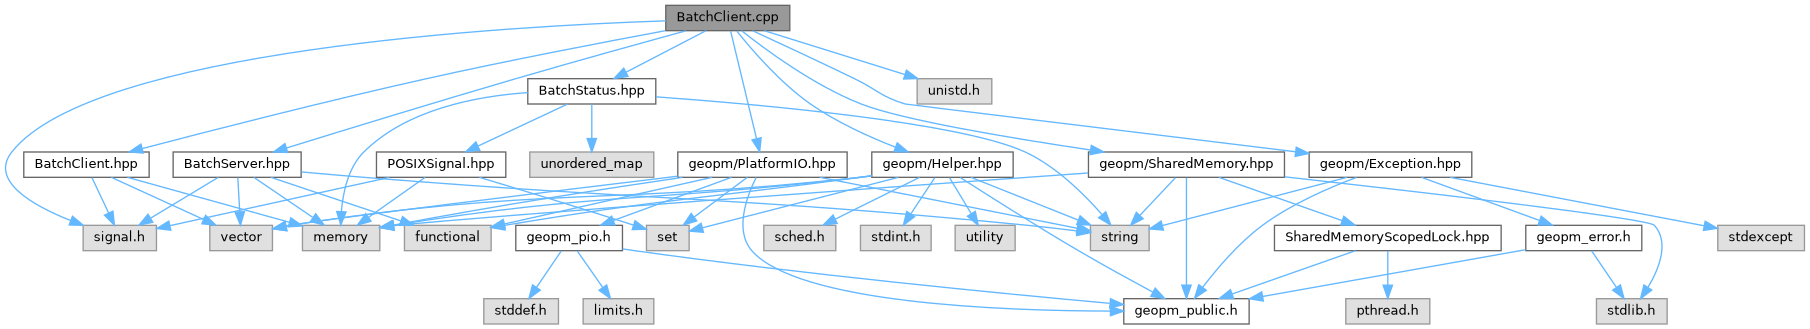 BatchClient.cpp
BatchStatus.hpp
unistd.h
BatchClient.hpp
BatchServer.hpp
POSIXSignal.hpp
unordered_map
geopm/PlatformIO.hpp
geopm/Helper.hpp
geopm/SharedMemory.hpp
geopm/Exception.hpp
signal.h
vector
memory
functional
geopm_pio.h
set
sched.h
stdint.h
utility
string
SharedMemoryScopedLock.hpp
geopm_error.h
stdexcept
stddef.h
limits.h
geopm_public.h
pthread.h
stdlib.h